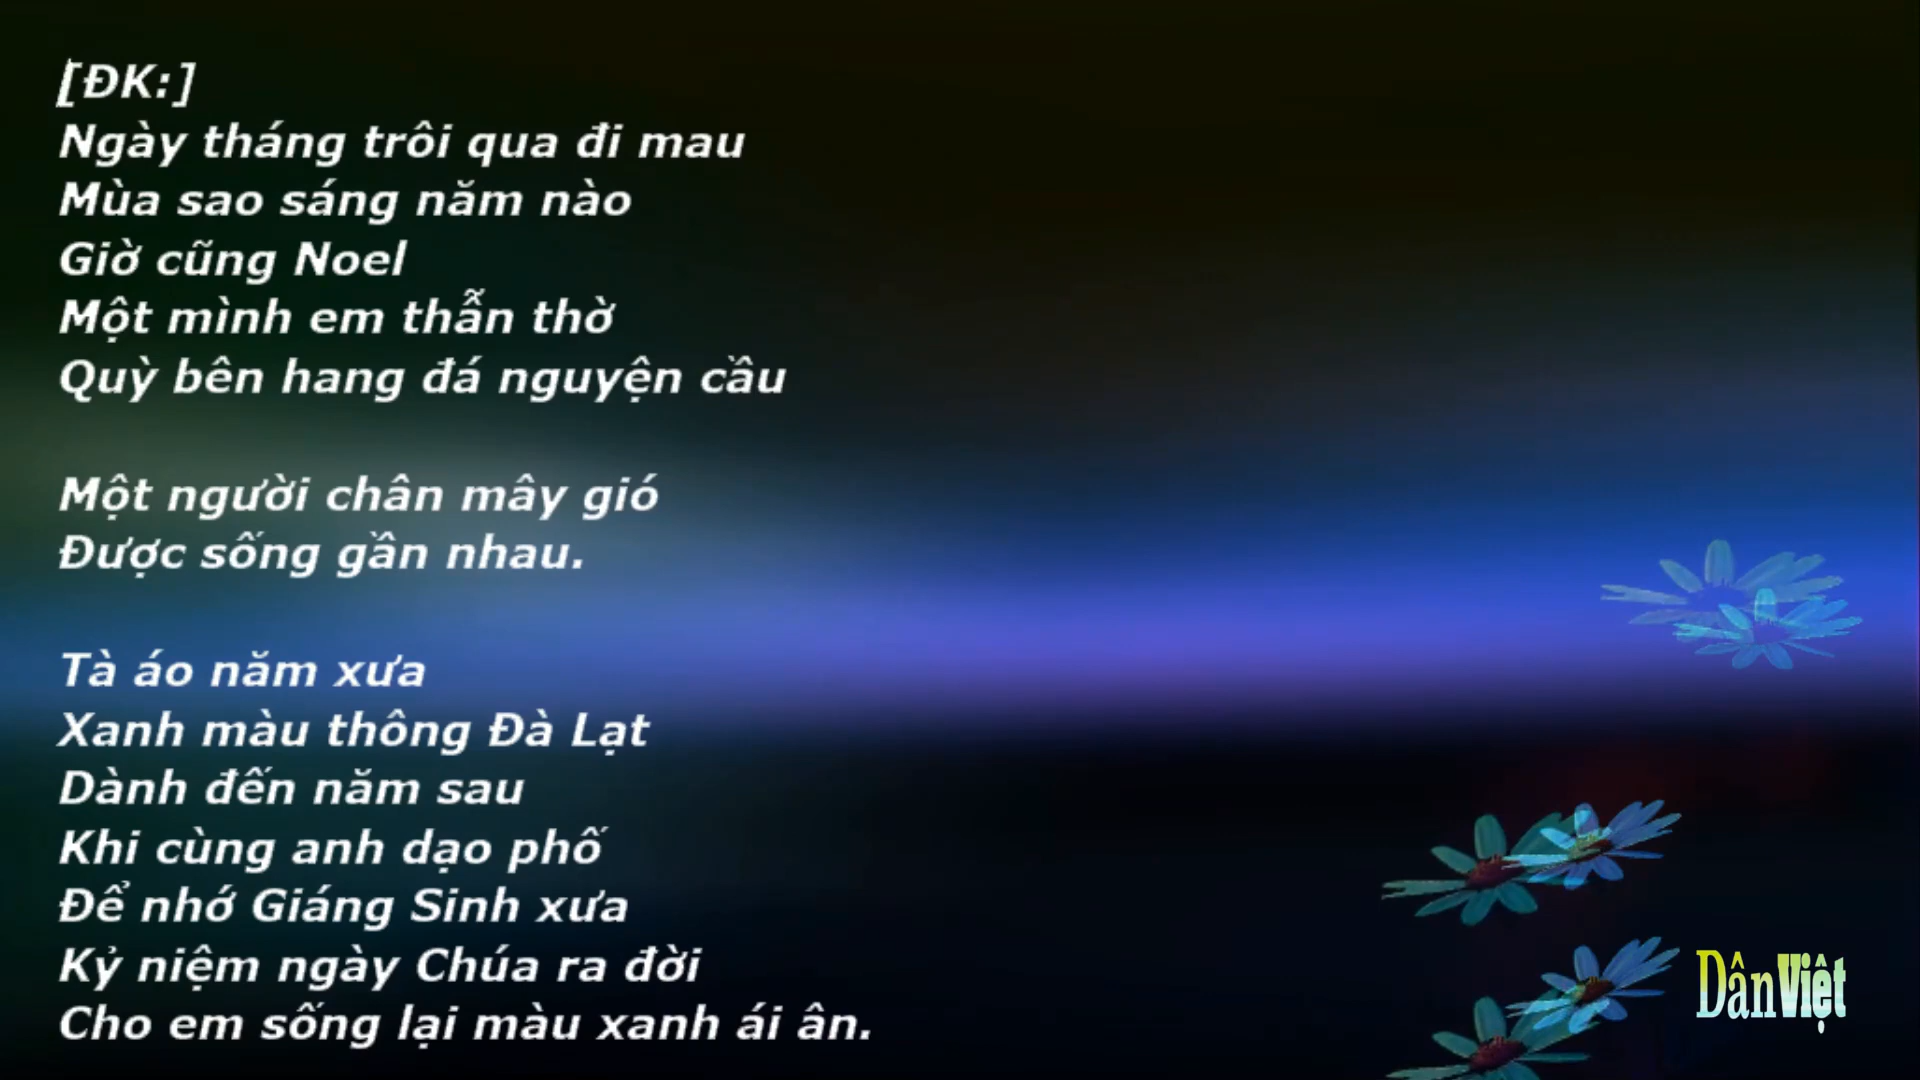 [ĐK:]
Ngày tháng trôi qua đi mau
Mùa sao sáng năm nào
Giờ cũng Noel
Một mình em thẫn thờ
Quỳ bên hang đá nguyện cầu
Một người chân mây gió
Được sống gần nhau.
Tà áo năm xưa
Xanh màu thông Đà Lạt
Dành đến năm sau
Khi cùng anh dạo phố
Để nhớ Giáng Sinh xưa
Kỷ niệm ngày Chúa ra đời
Cho em sống lại màu xanh ái ân.
DânViệt